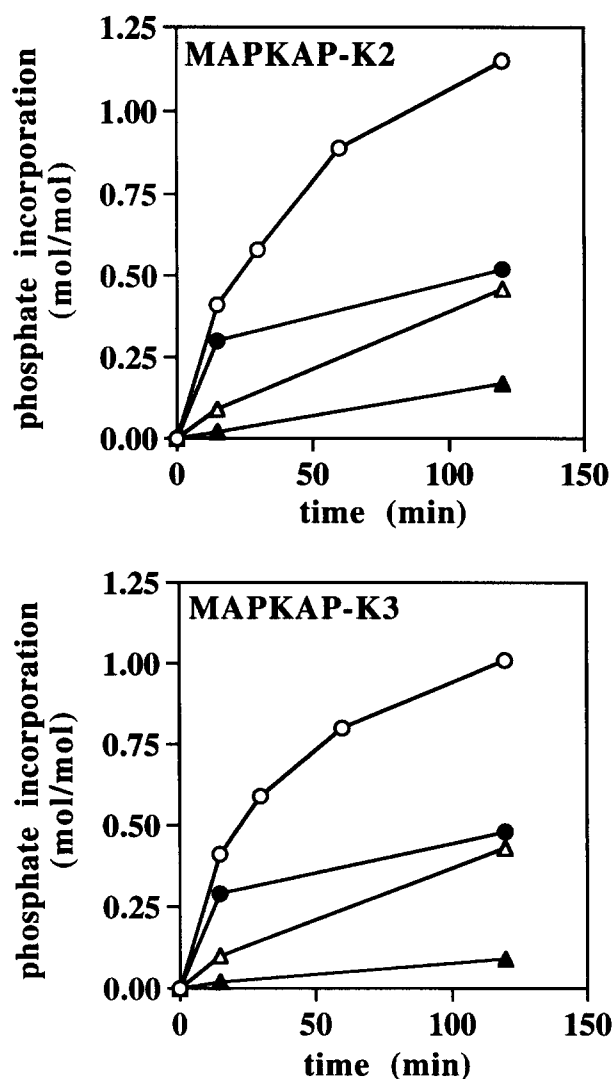 1.25
MAPKAP-K2
1.00
0.75
0.50
0.25
0.00
phosphate incorporation
(mol/mol)
0 50 100 150
time (min)
1.25
MAPKAP-K3
1.00
0.75
0.50
0.25
0.00
phosphate incorporation
(mol/mol)
0 50 100 150
time (min)